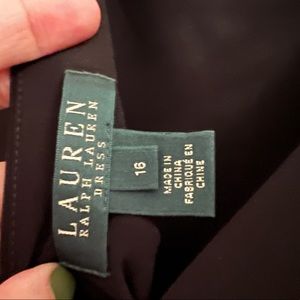 LAUREN
RALPH LAUREN
DRESS
16
MADE IN
CHINA
FABRIQUÉ EN
CHINE